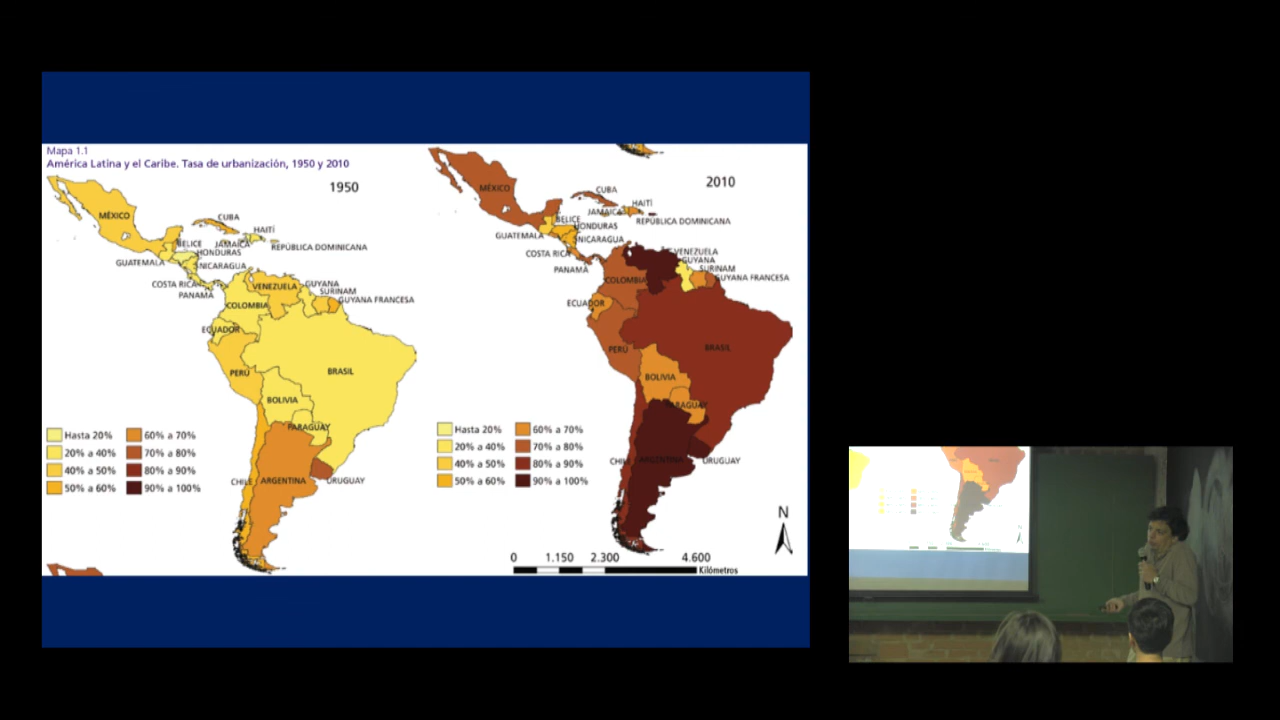 Mapa 1.1
América Latina y el Caribe. Tasa de urbanización, 1950 y 2010
1950
MÉXICO
CUBA
HAITÍ
BELICE
JAMAICA
REPÚBLICA DOMINICANA
HONDURAS
GUATEMALA
NICARAGUA
COSTA RICA
PANAMÁ
VENEZUELA
GUYANA
SURINAM
GUYANA FRANCESA
COLOMBIA
ECUADOR
PERÚ
BRASIL
BOLIVIA
PARAGUAY
CHILE
ARGENTINA
URUGUAY
Hasta 20%
60% a 70%
20% a 40%
70% a 80%
40% a 50%
80% a 90%
50% a 60%
90% a 100%
2010
MÉXICO
CUBA
HAITÍ
JAMAICA
BELICE
REPÚBLICA DOMINICANA
HONDURAS
GUATEMALA
NICARAGUA
COSTA RICA
PANAMÁ
VENEZUELA
GUYANA
SURINAM
GUYANA FRANCESA
COLOMBIA
ECUADOR
PERÚ
BRASIL
BOLIVIA
PARAGUAY
CHILE
ARGENTINA
URUGUAY
Hasta 20%
60% a 70%
20% a 40%
70% a 80%
40% a 50%
80% a 90%
50% a 60%
90% a 100%
N
0 1.150 2.300 4.600
Kilómetros